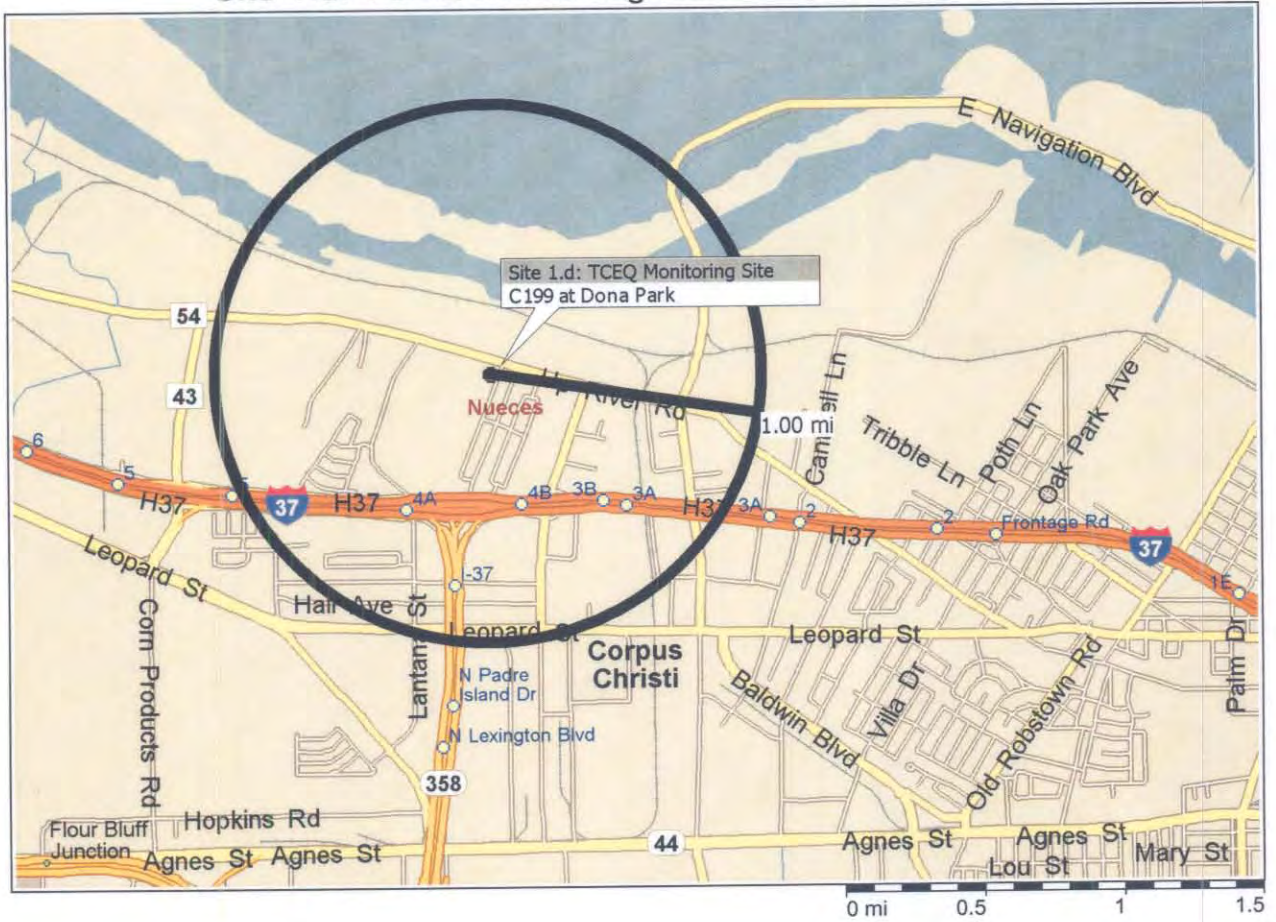 E Navigation Blvd
Site 1.d: TCEQ Monitoring Site
C199 at Dona Park
54
43
Nueces
Up River Rd
1.00 mi
Tribble Ln
Poth Ln
Oak Park Ave
6
5
5
H37
37
H37
4A
4B
3B
3A
H37
3A
2
H37
2
Frontage Rd
37
1E
Leopard St
I-37
Hall Ave
Lantana St
Leopard St
Leopard St
Corpus
Christi
Corn Products Rd
N Padre
Island Dr
N Lexington Blvd
Baldwin Blvd
Villa Dr
Old Robstown Rd
Palm Dr
358
Flour Bluff
Junction
Hopkins Rd
Agnes St
Agnes St
44
Agnes St
Agnes St
Lou St
Mary St
0 mi
0.5
1
1.5